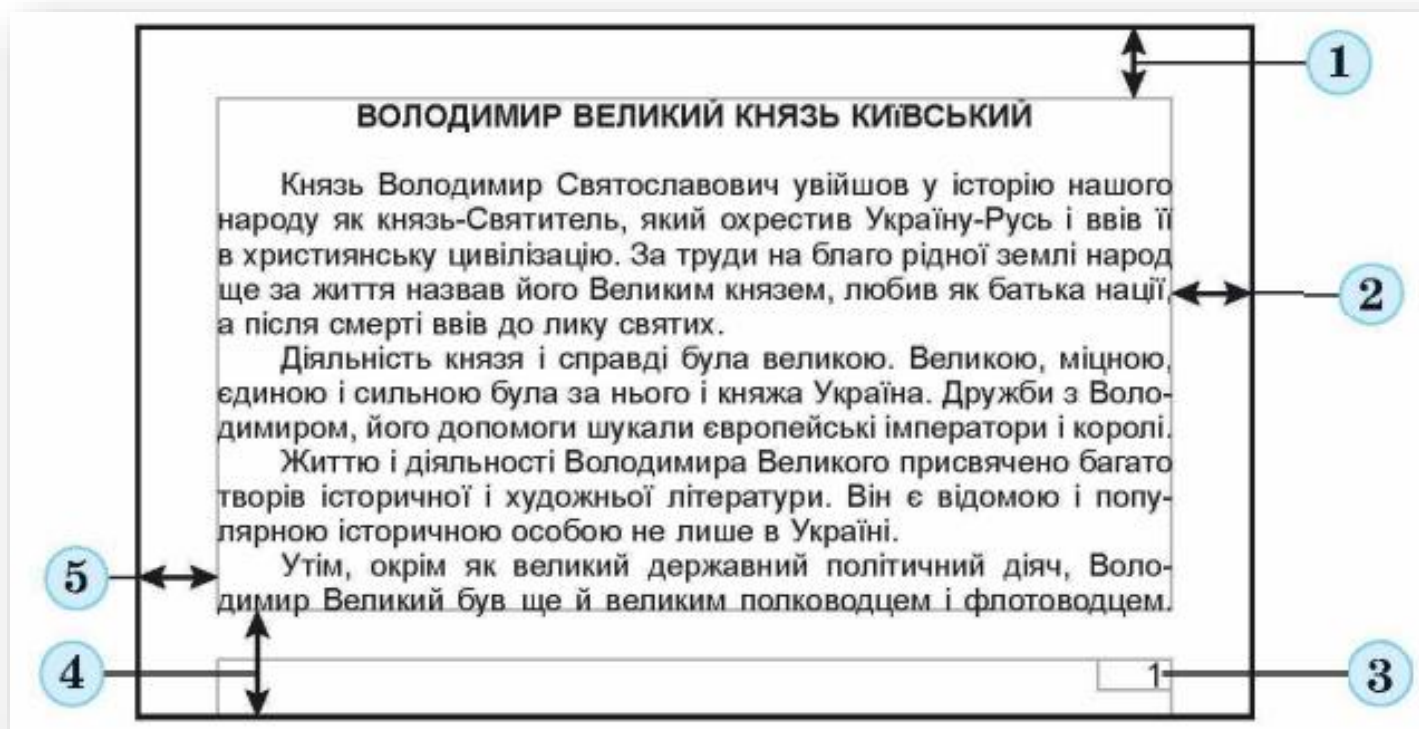 1
ВОЛОДИМИР ВЕЛИКИЙ КНЯЗЬ КИїВСЬКИЙ
Князь Володимир Святославович увійшов у історію нашого
народу як князь-Святитель, який охрестив Україну-Русь і ввів її
в християнську цивілізацію. За труди на благо рідної землі народ
ще за життя назвав його Великим князем, любив як батька нації,
2
а після смерті ввів до лику святих.
Діяльність князя і справді була великою. Великою, міцною,
єдиною і сильною була за нього і княжа Україна. Дружби з Воло-
димиром, його допомоги шукали європейські імператори і королі.
Життю і діяльності Володимира Великого присвячено багато
творів історичної і художньої літератури. Він є відомою і попу-
лярною історичною особою не лише в Україні.
5
Утім, окрім як великий державний політичний діяч, Воло-
димир Великий був ще й великим полководцем і флотоводцем.
4
1
3